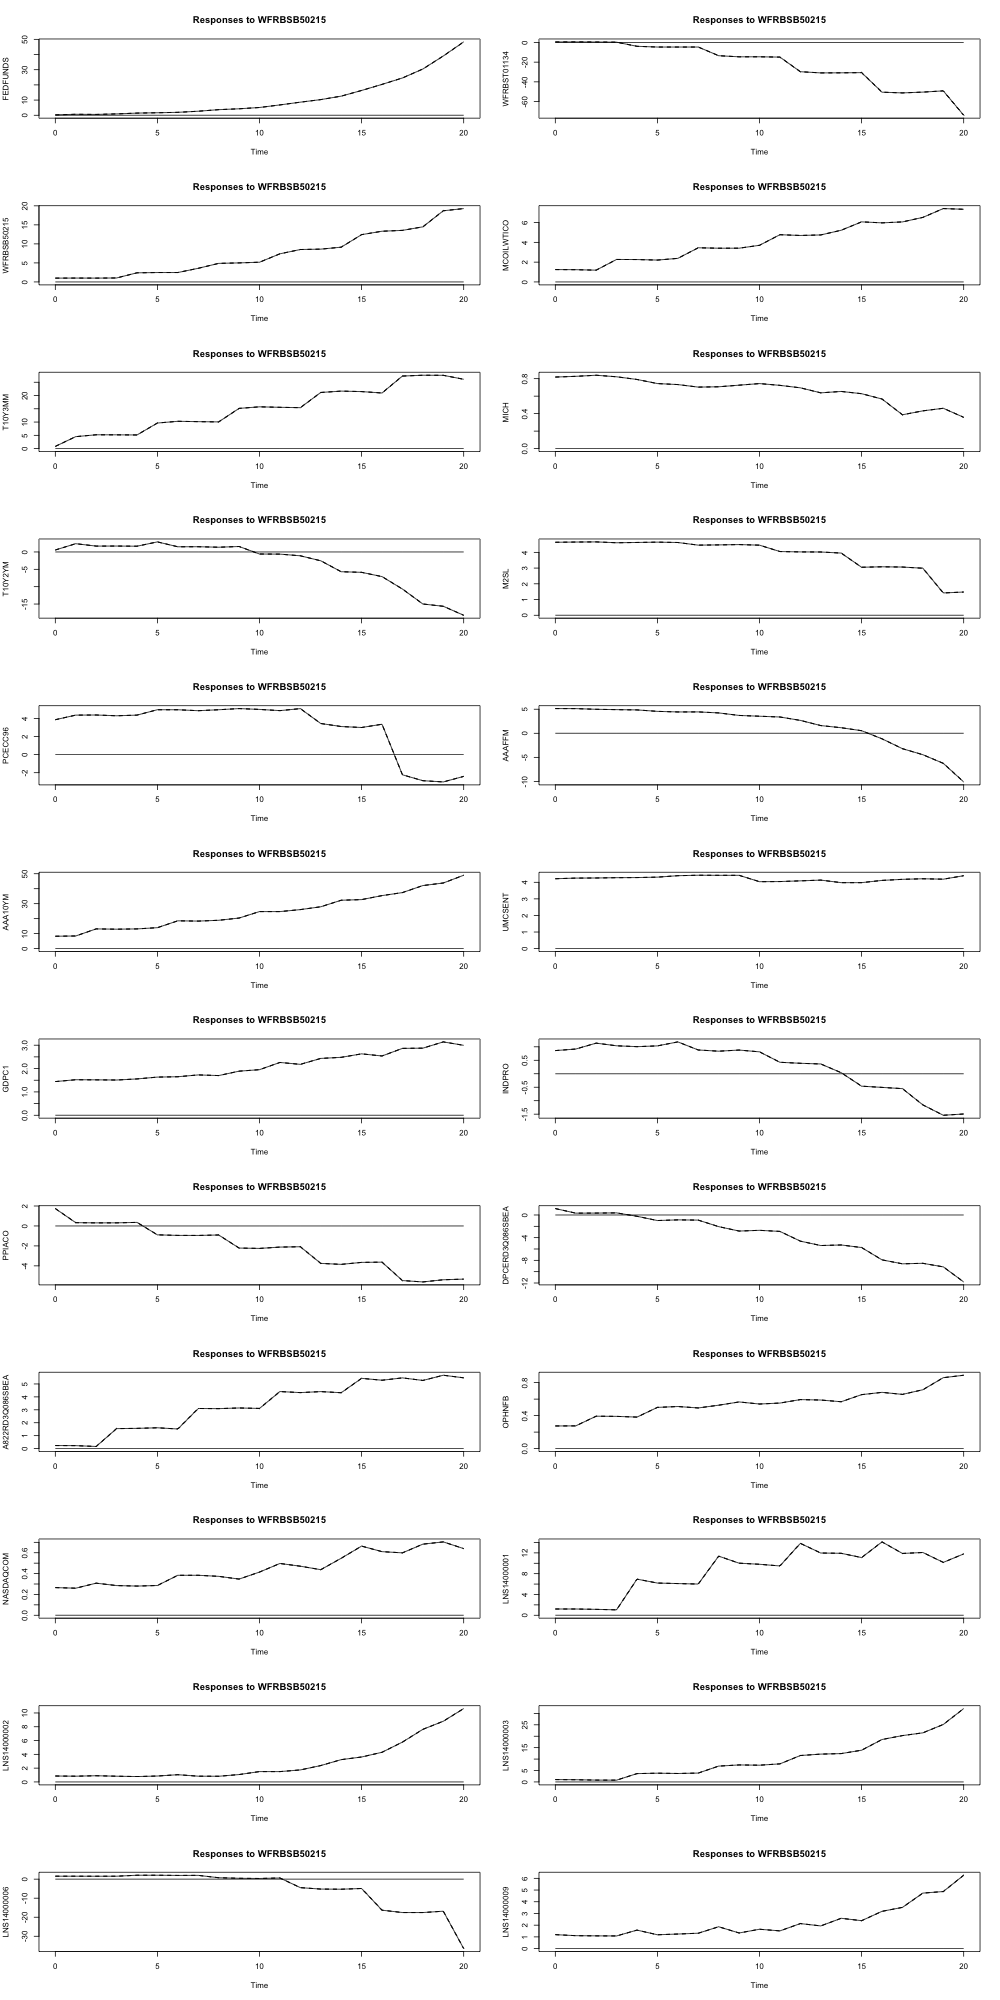 Responses to WFRBSB50215
FEDFUNDS
0 10 30 50
0 5 10 15 20
Time
Responses to WFRBSB50215
WFRBST01134
-60 -40 -20 0
0 5 10 15 20
Time
Responses to WFRBSB50215
WFRBSB50215
0 5 10 15 20
0 5 10 15 20
Time
Responses to WFRBSB50215
MCOILWTICO
0 2 4 6
0 5 10 15 20
Time
Responses to WFRBSB50215
T10Y3MM
0 5 10 20
0 5 10 15 20
Time
Responses to WFRBSB50215
MICH
0.0 0.4 0.8
0 5 10 15 20
Time
Responses to WFRBSB50215
T10Y2YM
-15 -5 0
0 5 10 15 20
Time
Responses to WFRBSB50215
M2SL
0 1 2 3 4
0 5 10 15 20
Time
Responses to WFRBSB50215
PCECC96
-2 0 2 4
0 5 10 15 20
Time
Responses to WFRBSB50215
AAAFFM
-10 -5 0 5
0 5 10 15 20
Time
Responses to WFRBSB50215
AAA10YM
0 10 30 50
0 5 10 15 20
Time
Responses to WFRBSB50215
UMCSENT
0 1 2 3 4
0 5 10 15 20
Time
Responses to WFRBSB50215
GDPC1
0.0 1.0 2.0 3.0
0 5 10 15 20
Time
Responses to WFRBSB50215
INDPRO
-1.5 -0.5 0.5
0 5 10 15 20
Time
Responses to WFRBSB50215
PPIACO
-4 -2 0 2
0 5 10 15 20
Time
Responses to WFRBSB50215
DPCERD3Q086SBEA
-12 -8 -4 0
0 5 10 15 20
Time
Responses to WFRBSB50215
A822RD3Q086SBEA
0 1 2 3 4 5
0 5 10 15 20
Time
Responses to WFRBSB50215
OPHNFB
0.0 0.4 0.8
0 5 10 15 20
Time
Responses to WFRBSB50215
NASDAQCOM
0.0 0.2 0.4 0.6
0 5 10 15 20
Time
Responses to WFRBSB50215
LNS14000001
0 4 8 12
0 5 10 15 20
Time
Responses to WFRBSB50215
LNS14000002
0 2 4 6 8 10
0 5 10 15 20
Time
Responses to WFRBSB50215
LNS14000003
0 5 15 25
0 5 10 15 20
Time
Responses to WFRBSB50215
LNS14000006
-30 -20 -10 0
0 5 10 15 20
Time
Responses to WFRBSB50215
LNS14000009
0 1 2 3 4 5 6
0 5 10 15 20
Time